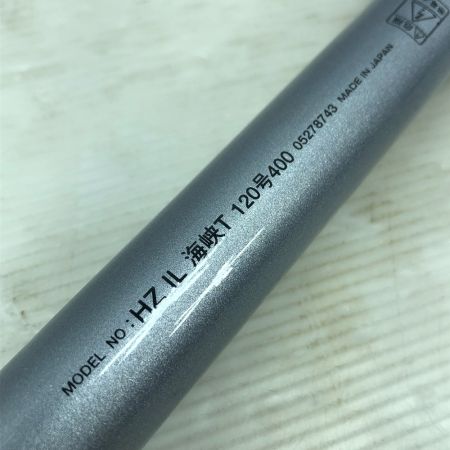 MODEL NO.: HZ IL 海峡T 120号400 05278743 MADE IN JAPAN